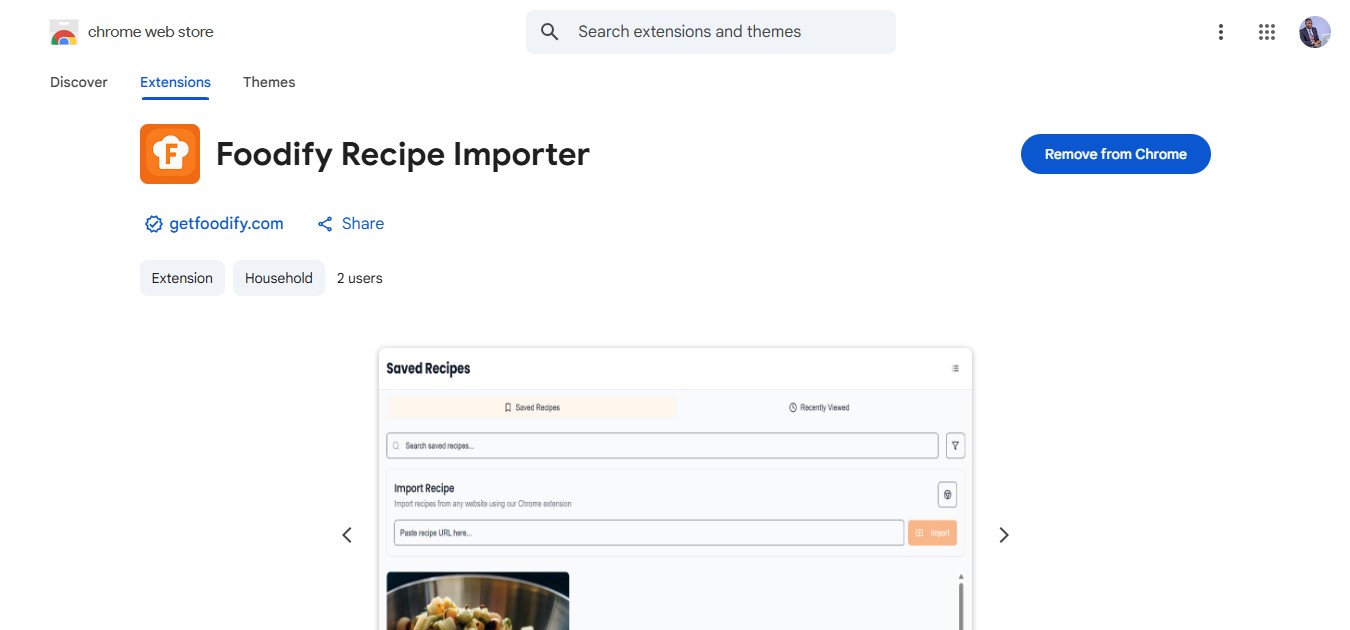 chrome web store
Search extensions and themes
Discover
Extensions
Themes
F
Foodify Recipe Importer
Remove from Chrome
getfoodify.com
Share
Extension
Household
2 users
Saved Recipes
Saved Recipes
Recently Viewed
Search saved recipes...
Import Recipe
Import recipes from any website using our Chrome extension
Paste recipe URL here...
Import